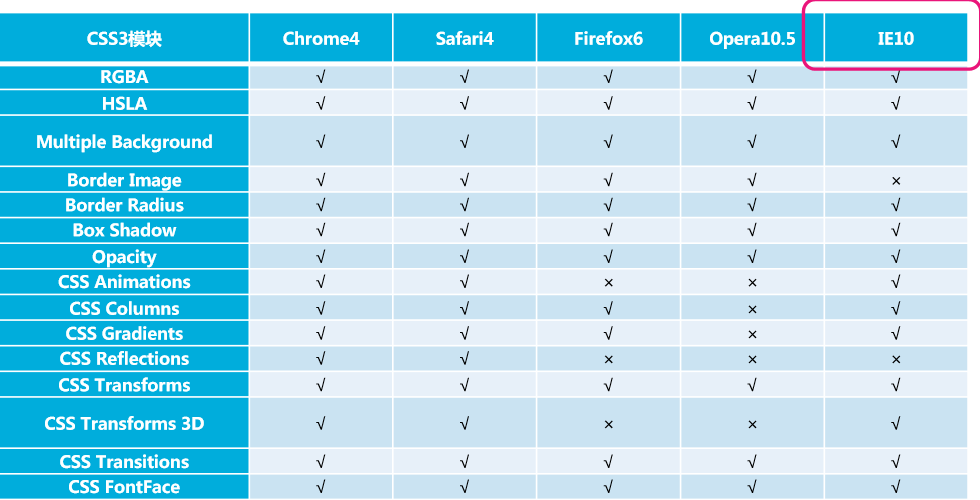 CSS3模块 Chrome4 Safari4 Firefox6 Opera10.5 IE10
RGBA √ √ √ √ √
HSLA √ √ √ √ √
Multiple Background √ √ √ √ √
Border Image √ √ √ √ ×
Border Radius √ √ √ √ √
Box Shadow √ √ √ √ √
Opacity √ √ √ √ √
CSS Animations √ √ × × √
CSS Columns √ √ √ × √
CSS Gradients √ √ √ × √
CSS Reflections √ √ × × ×
CSS Transforms √ √ √ √ √
CSS Transforms 3D √ √ × × √
CSS Transitions √ √ √ √ √
CSS FontFace √ √ √ √ √